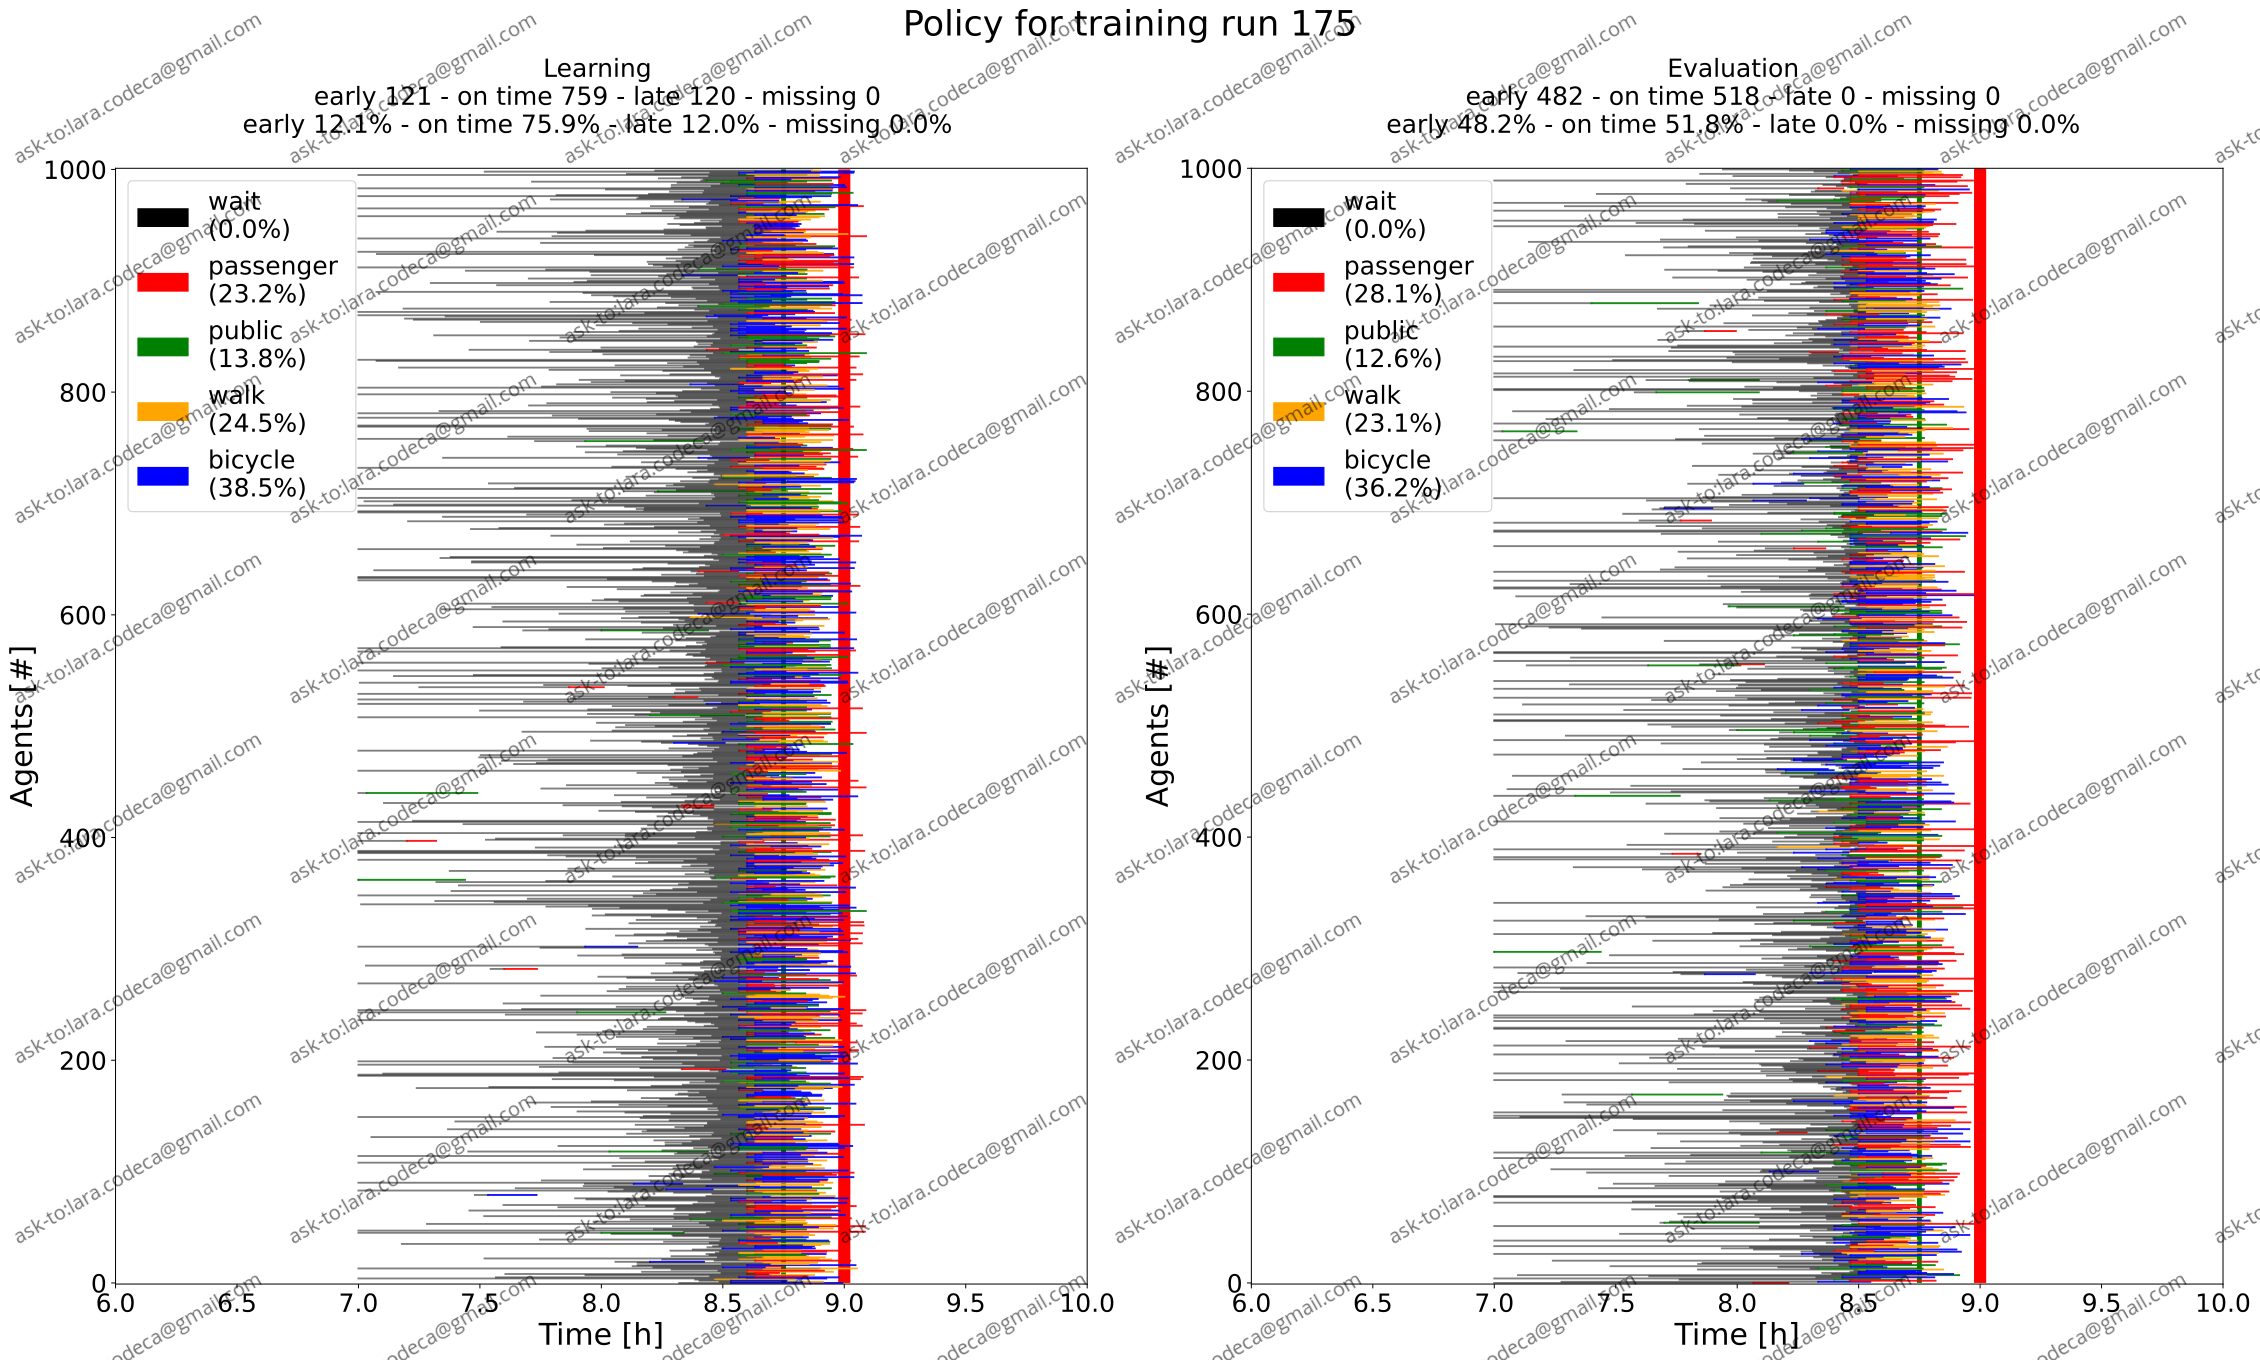 Policy for training run 175
Learning
early 121 - on time 759 - late 120 - missing 0
early 12.1% - on time 75.9% - late 12.0% - missing 0.0%
1000
800
600
400
200
0
Agents [#]
wait
(0.0%)
passenger
(23.2%)
public
(13.8%)
walk
(24.5%)
bicycle
(38.5%)
6.0 6.5 7.0 7.5 8.0 8.5 9.0 9.5 10.0
Time [h]
Evaluation
early 482 - on time 518 - late 0 - missing 0
early 48.2% - on time 51.8% - late 0.0% - missing 0.0%
1000
800
600
400
200
0
Agents [#]
wait
(0.0%)
passenger
(28.1%)
public
(12.6%)
walk
(23.1%)
bicycle
(36.2%)
6.0 6.5 7.0 7.5 8.0 8.5 9.0 9.5 10.0
Time [h]
ask-to:lara.codeca@gmail.com